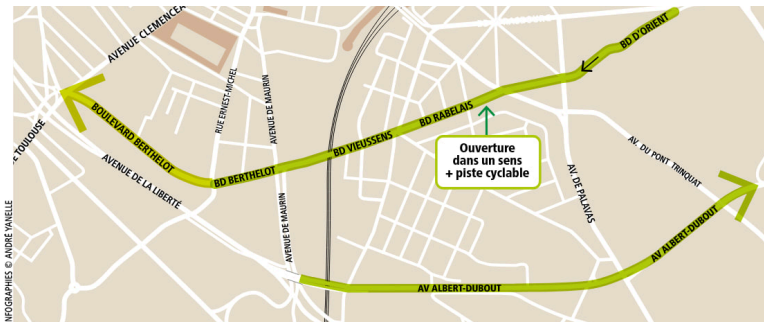 AVENUE CLEMENCEAU
BD D'ORIENT
RUE ERNEST-MICHEL
AVENUE DE MAURIN
BOULEVARD BERTHELOT
BD RABELAIS
BD VIEUSSENS
E TOULOUSE
Ouverture
dans un sens
+ piste cyclable
AV. DU PONT TRINQUAT
BD BERTHELOT
AVENUE DE LA LIBERTÉ
AV. DE PALAVAS
AVENUE DE MAURIN
AV ALBERT-DUBOUT
AV ALBERT-DUBOUT
NFOGRAPHIES © ANDRÉ YANELLE